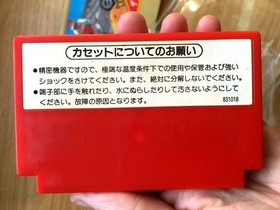 カセットについてのお願い
●精密機器ですので、極端な温度条件下での使用や保管および強い
ショックをさけてください。また、絶対に分解しないでください。
●端子部に手を触れたり、水にぬらしたりして汚さないようにして
ください。故障の原因となります。
831018